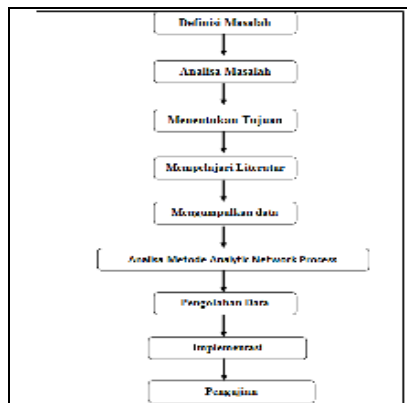 Definisi Masalah
Analisa Masalah
Menentukan Tujuan
Mempelajari Literatur
Mengumpulkan data
Analisa Metode Analytic Network Process
Pengolahan Data
Implementasi
Pengujian